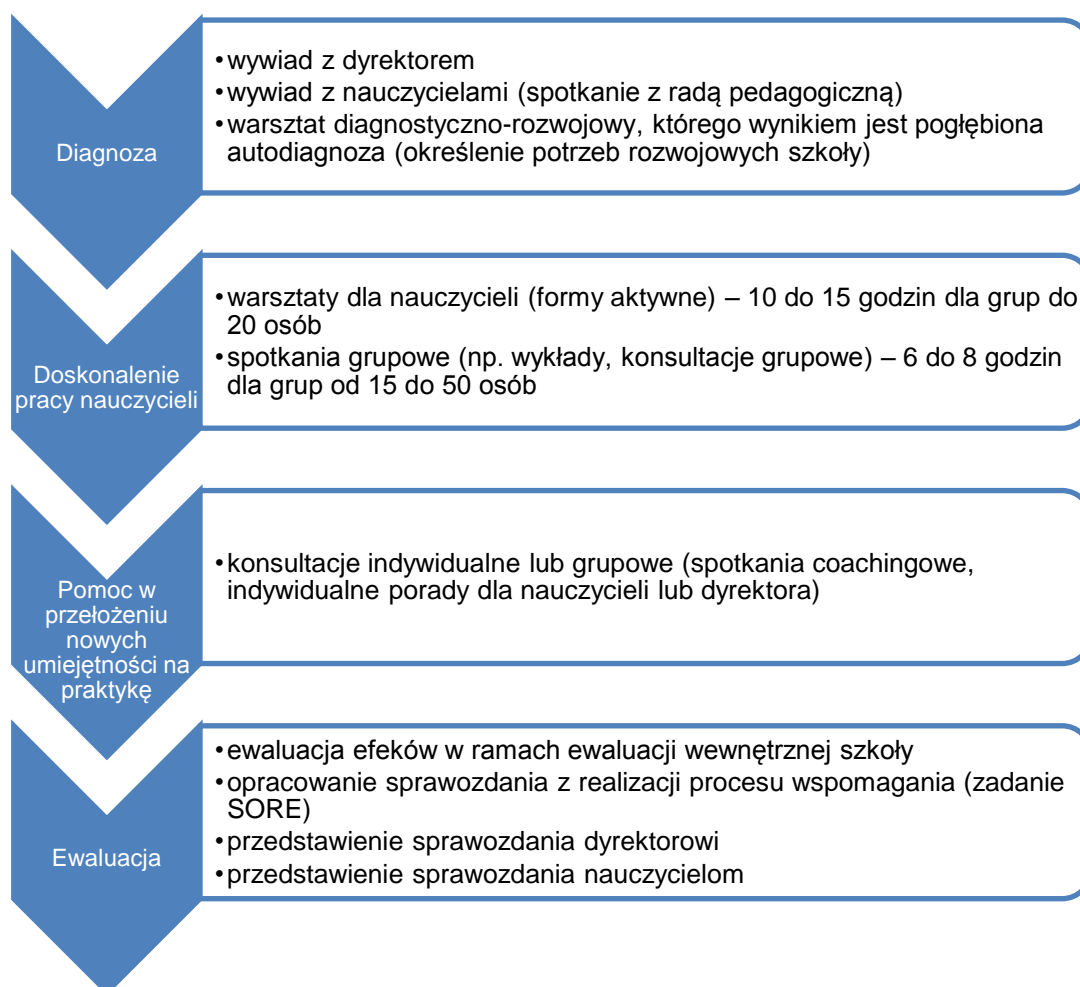 Diagnoza
•wywiad z dyrektorem
•wywiad z nauczycielami (spotkanie z radą pedagogiczną)
•warsztat diagnostyczno-rozwojowy, którego wynikiem jest pogłębiona
autodiagnoza (określenie potrzeb rozwojowych szkoły)
Doskonalenie
pracy nauczycieli
•warsztaty dla nauczycieli (formy aktywne) – 10 do 15 godzin dla grup do
20 osób
•spotkania grupowe (np. wykłady, konsultacje grupowe) – 6 do 8 godzin
dla grup od 15 do 50 osób
Pomoc w
przełożeniu
nowych
umiejętności na
praktykę
•konsultacje indywidualne lub grupowe (spotkania coachingowe,
indywidualne porady dla nauczycieli lub dyrektora)
Ewaluacja
•ewaluacja efeków w ramach ewaluacji wewnętrznej szkoły
•opracowanie sprawozdania z realizacji procesu wspomagania (zadanie
SORE)
•przedstawienie sprawozdania dyrektorowi
•przedstawienie sprawozdania nauczycielom